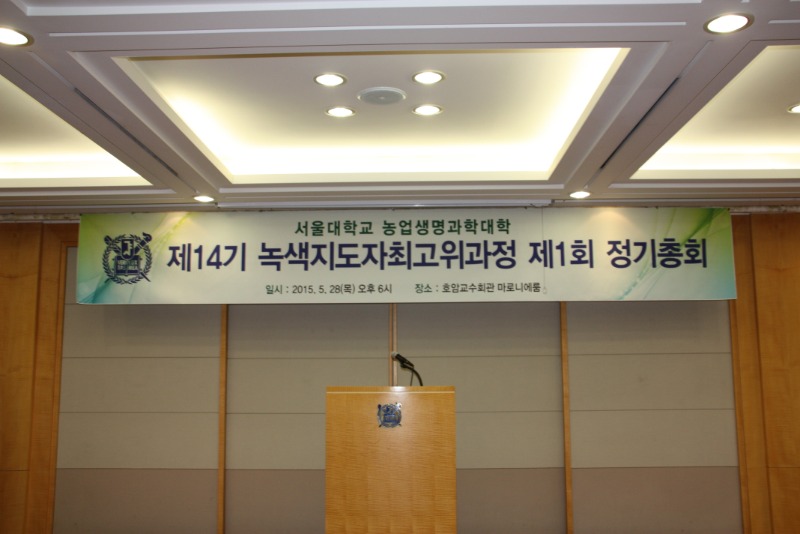 서울대학교 농업생명과학대학
제14기 녹색지도자최고위과정 제1회 정기총회
일시 : 2015. 5. 28(목) 오후 6시 장소 : 호암교수회관 마로니에룸